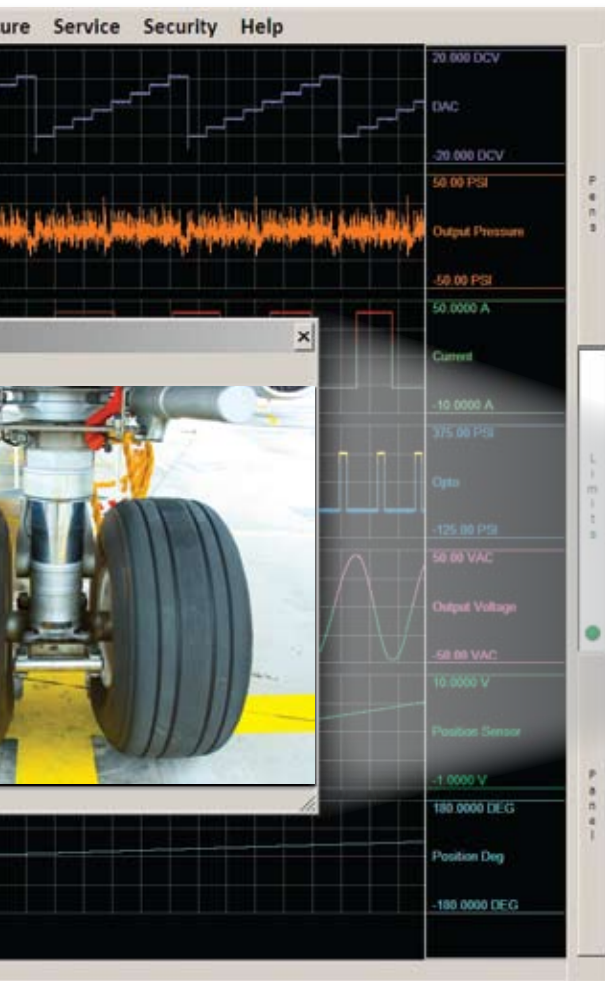 ure Service Security Help
20.000 DCV
DAC
-20.000 DCV
50.00 PSI
Output Pressure
-50.00 PSI
50.0000 A
Current
-10.0000 A
375.00 PSI
Opto
-125.00 PSI
50.00 VAC
Output Voltage
-50.00 VAC
10.0000 V
Position Sensor
-1.0000 V
180.0000 DEG
Position Deg
-180.0000 DEG
Pens
Limits
Panel